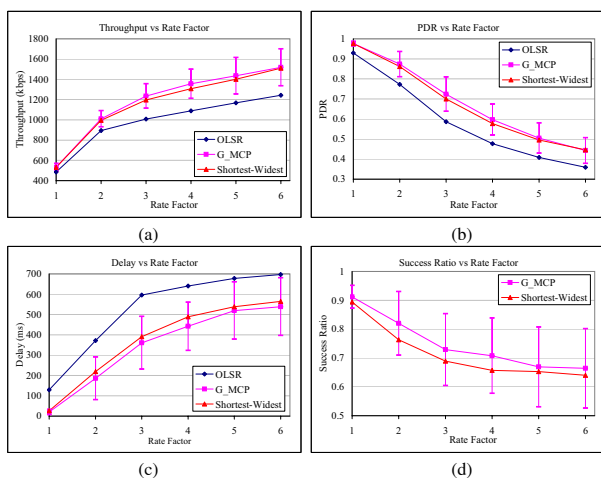 Throughput vs Rate Factor
Throughput (kbps)
1800
1600
1400
1200
1000
800
600
400
OLSR
G_MCP
Shortest-Widest
1 2 3 4 5 6
Rate Factor
(a)
PDR vs Rate Factor
PDR
1
0.9
0.8
0.7
0.6
0.5
0.4
0.3
OLSR
G_MCP
Shortest-Widest
1 2 3 4 5 6
Rate Factor
(b)
Delay vs Rate Factor
Delay (ms)
700
600
500
400
300
200
100
0
OLSR
G_MCP
Shortest-Widest
1 2 3 4 5 6
Rate Factor
(c)
Success Ratio vs Rate Factor
Success Ratio
1
0.9
0.8
0.7
0.6
0.5
G_MCP
Shortest-Widest
1 2 3 4 5 6
Rate Factor
(d)